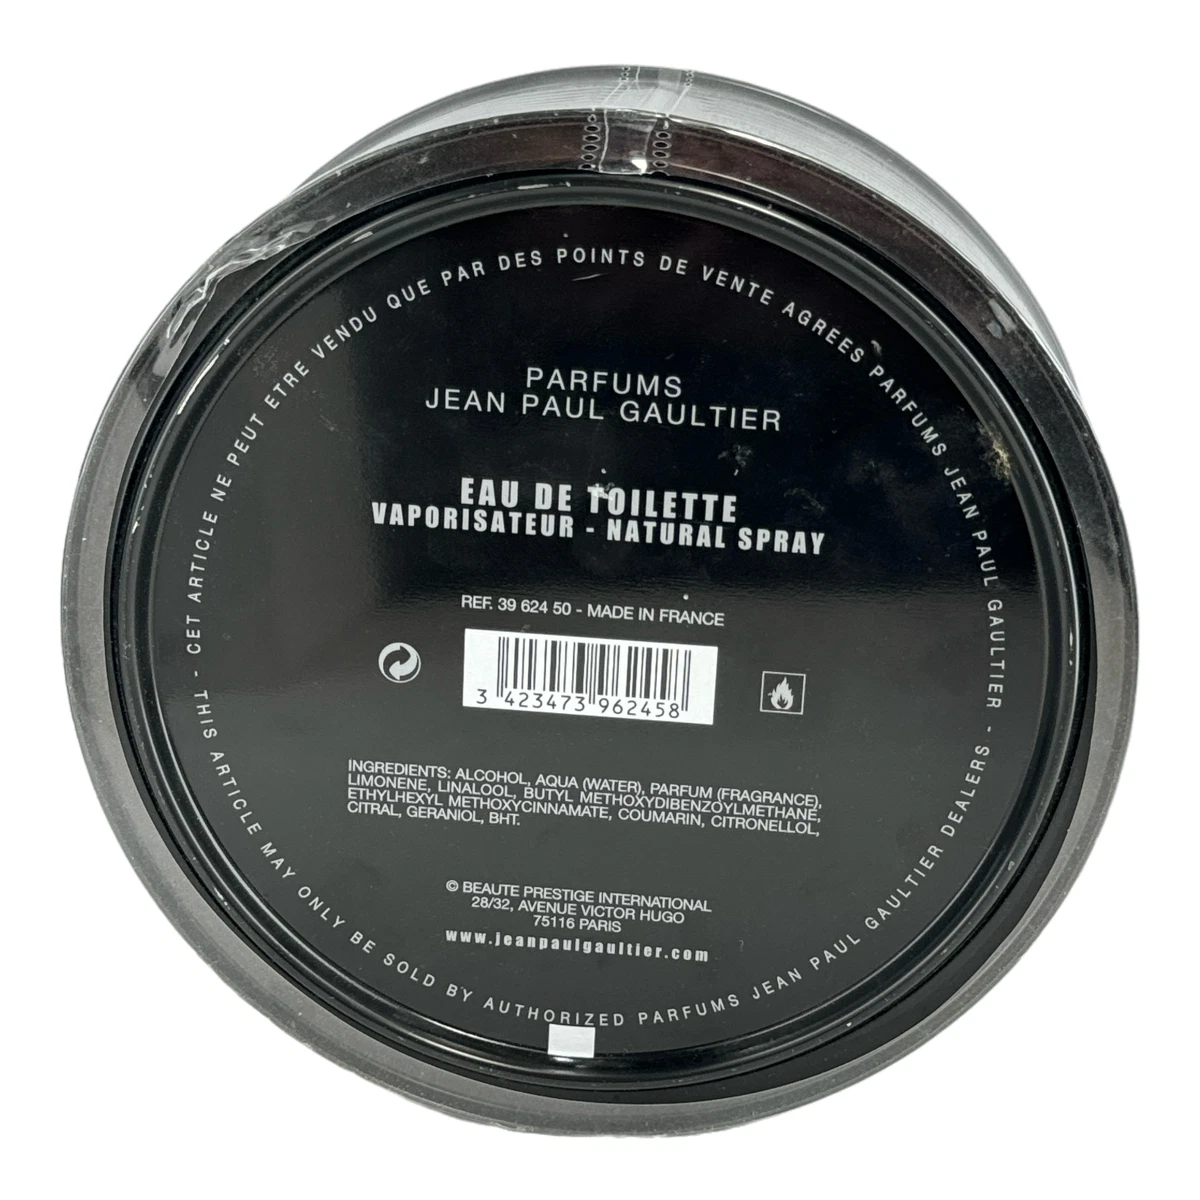 CET ARTICLE NE PEUT ETRE VENDU QUE PAR DES POINTS DE VENTE AGREES PARFUMS JEAN PAUL GAULTIER -
PARFUMS
JEAN PAUL GAULTIER
EAU DE TOILETTE
VAPORISATEUR - NATURAL SPRAY
REF. 39 624 50 - MADE IN FRANCE
3 423473 962458
INGREDIENTS: ALCOHOL, AQUA (WATER), PARFUM (FRAGRANCE),
LIMONENE, LINALOOL, BUTYL METHOXYDIBENZOYLMETHANE,
ETHYLHEXYL METHOXYCINNAMATE, COUMARIN, CITRONELLOL,
CITRAL, GERANIOL, BHT.
© BEAUTE PRESTIGE INTERNATIONAL
28/32, AVENUE VICTOR HUGO
75116 PARIS
www.jeanpaulgaultier.com
THIS ARTICLE MAY ONLY BE SOLD BY AUTHORIZED PARFUMS JEAN PAUL GAULTIER DEALERS -